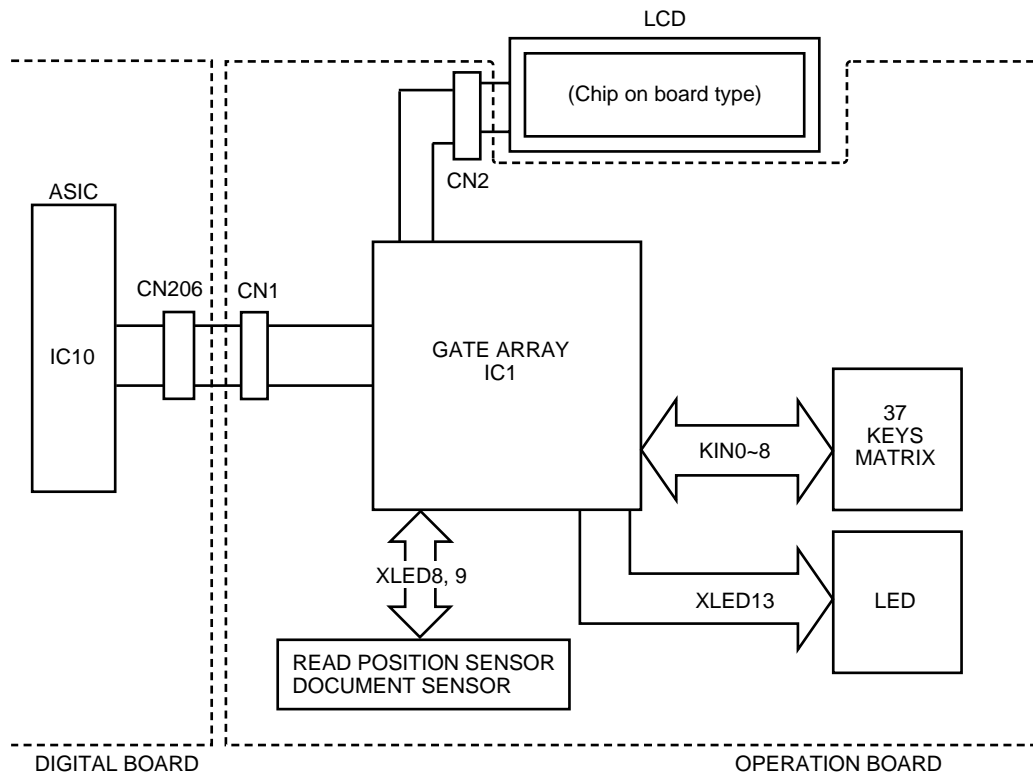 LCD
(Chip on board type)
CN2
ASIC
CN206
CN1
IC10
GATE ARRAY
IC1
37
KEYS
MATRIX
KIN0~8
XLED8, 9
XLED13
LED
READ POSITION SENSOR
DOCUMENT SENSOR
DIGITAL BOARD
OPERATION BOARD